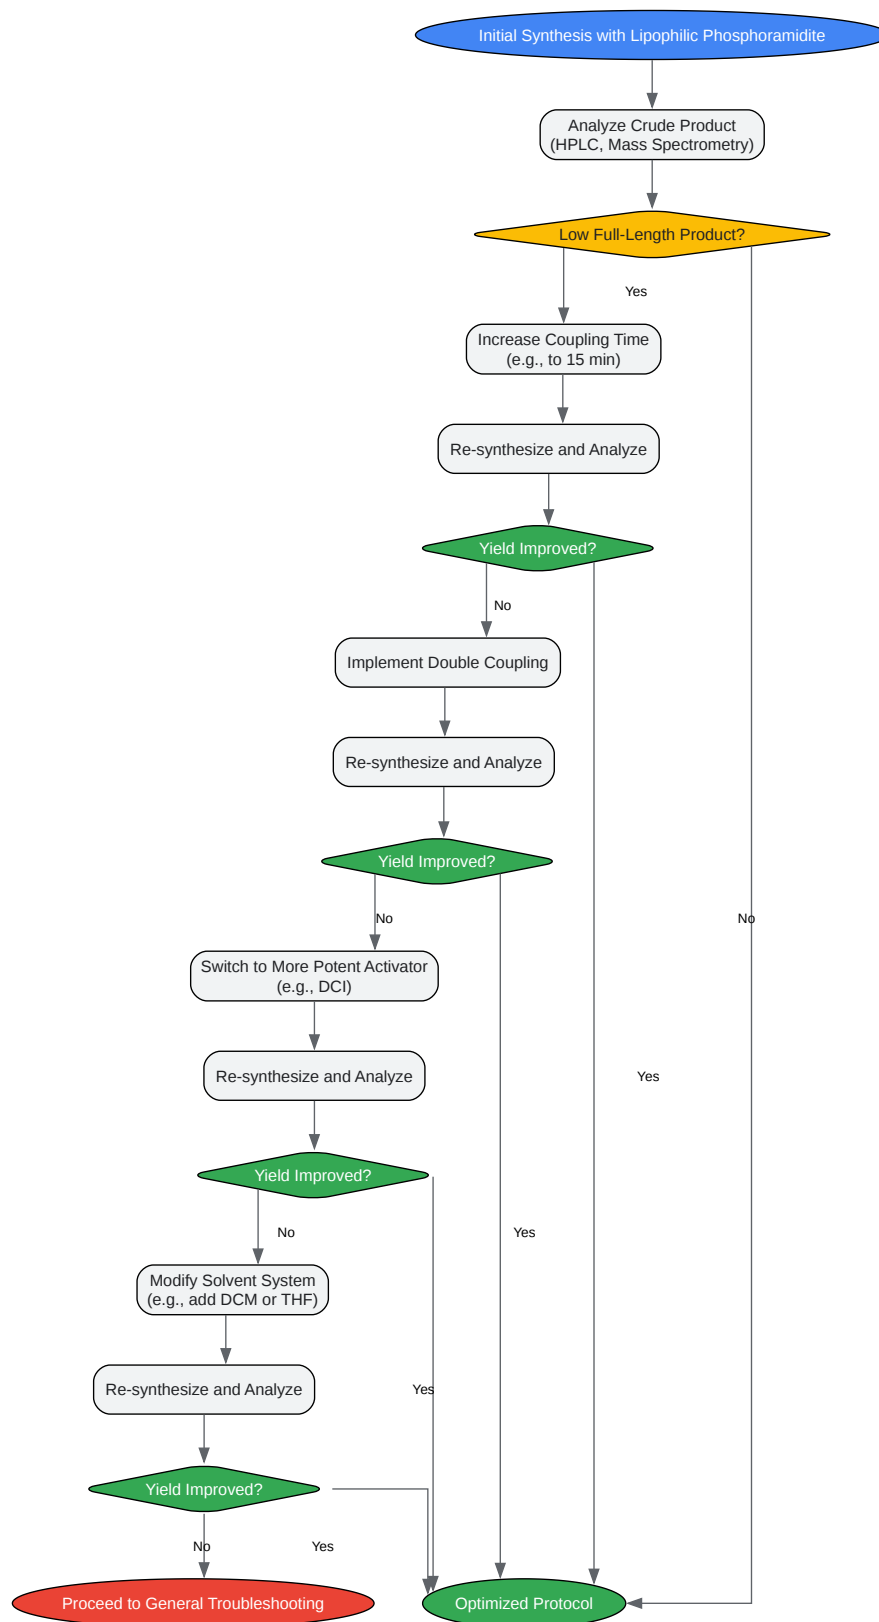 Initial Synthesis with Lipophilic Phosphoramidite
Analyze Crude Product
(HPLC, Mass Spectrometry)
Low Full-Length Product?
Yes
Increase Coupling Time
(e.g., to 15 min)
Re-synthesize and Analyze
Yield Improved?
No
Implement Double Coupling
Re-synthesize and Analyze
Yield Improved?
No
No
Switch to More Potent Activator
(e.g., DCI)
Re-synthesize and Analyze
Yes
Yield Improved?
No
Yes
Modify Solvent System
(e.g., add DCM or THF)
Re-synthesize and Analyze
Yes
Yield Improved?
No
Yes
Proceed to General Troubleshooting
Optimized Protocol